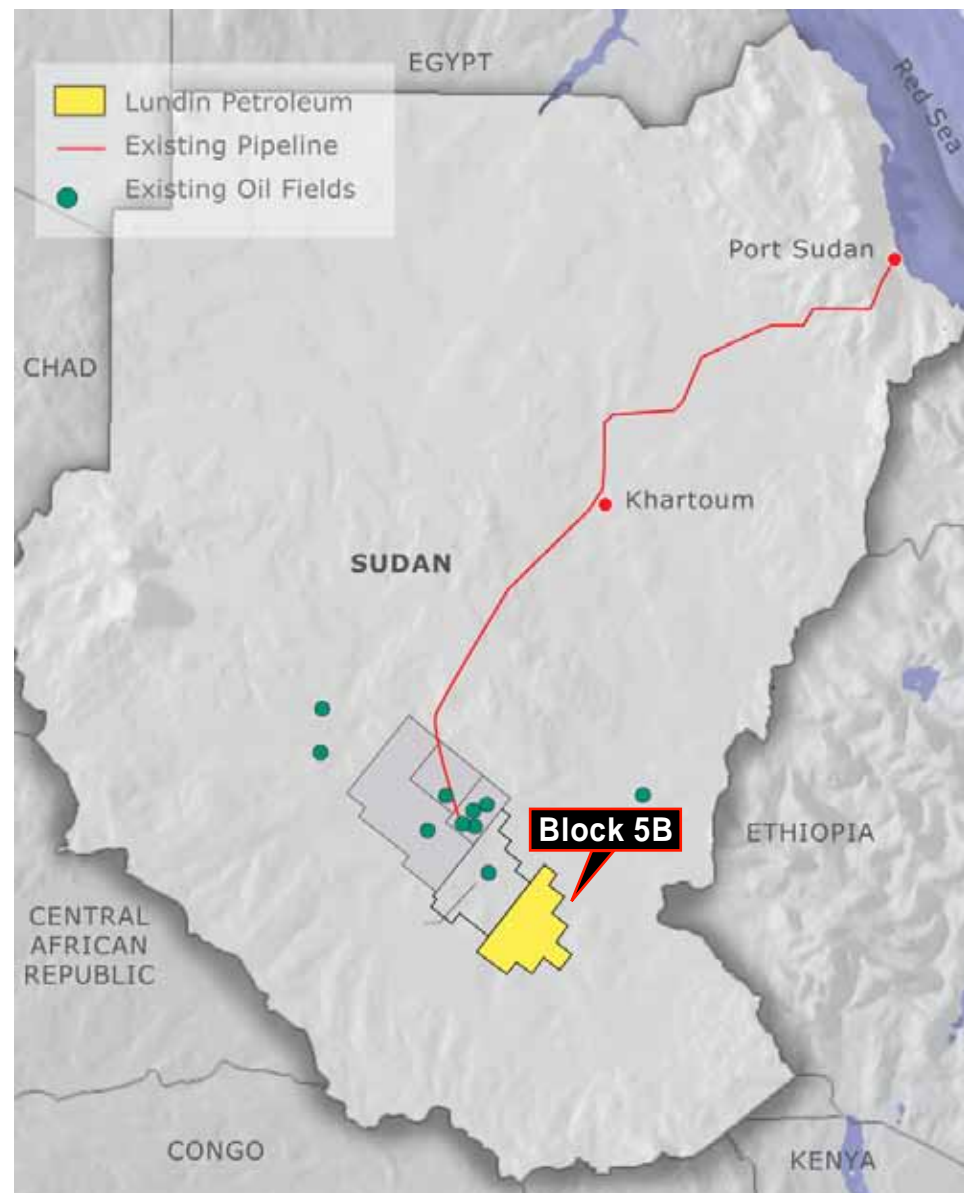 EGYPT
Lundin Petroleum
Existing Pipeline
Existing Oil Fields
Red Sea
Port Sudan
CHAD
Khartoum
SUDAN
Block 5B
ETHIOPIA
CENTRAL
AFRICAN
REPUBLIC
CONGO
KENYA